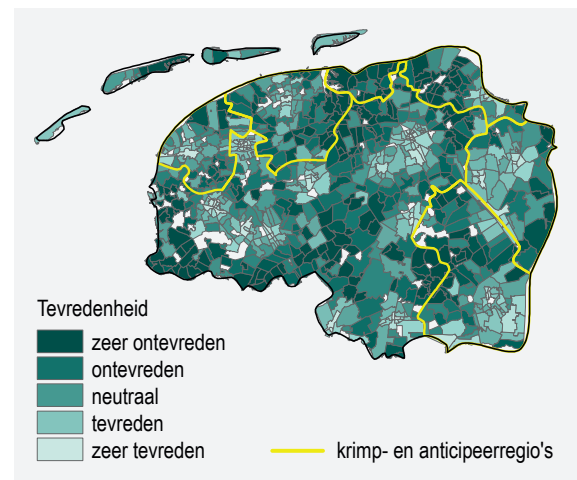 Tevredenheid
zeer ontevreden
ontevreden
neutraal
tevreden
zeer tevreden
krimp- en anticipeerregio's